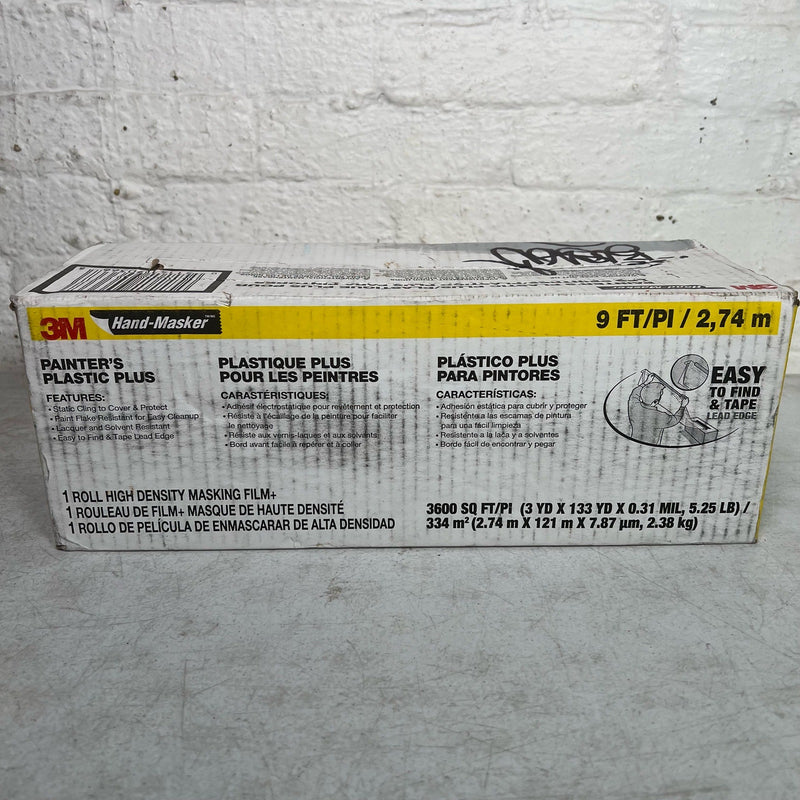 3M Hand-Masker
9 FT/PI / 2,74 m
PAINTER'S
PLASTIC PLUS
FEATURES:
• Static Cling to Cover & Protect
• Paint Flake Resistant for Easy Cleanup
• Lacquer and Solvent Resistant
• Easy to Find & Tape Lead Edge
PLASTIQUE PLUS
POUR LES PEINTRES
CARASTÉRISTIQUES:
• Adhésif électrostatique pour revêtement et protection
• Résiste à l'écaillage de la peinture pour faciliter
le nettoyage
• Résiste aux vernis-laques et aux solvants
• Bord avant facile à repérer et à coller
PLÁSTICO PLUS
PARA PINTORES
CARACTERÍSTICAS:
• Adhesión estática para cubrir y proteger
• Resistente a las escamas de pintura
para una fácil limpieza
• Resistente a la laca y a solventes
• Borde fácil de encontrar y pegar
EASY
TO FIND
& TAPE
LEAD EDGE
1 ROLL HIGH DENSITY MASKING FILM+
1 ROULEAU DE FILM+ MASQUE DE HAUTE DENSITÉ
1 ROLLO DE PELÍCULA DE ENMASCARAR DE ALTA DENSIDAD
3600 SQ FT/PI (3 YD X 133 YD X 0.31 MIL, 5.25 LB) /
334 m² (2.74 m X 121 m X 7.87 µm, 2.38 kg)